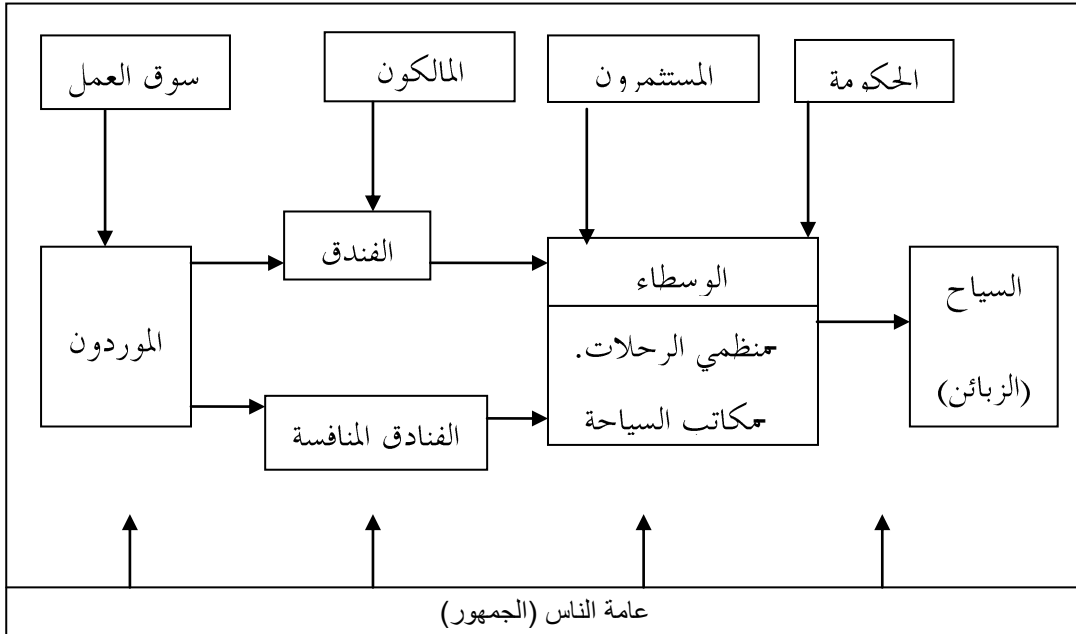 الحكومة
المستثمرون
المالكون
سوق العمل
السياح
(الزبائن)
الوسطاء
-منظمي الرحلات.
-مكاتب السياحة
الفندق
الفنادق المنافسة
الموردون
عامة الناس (الجمهور)